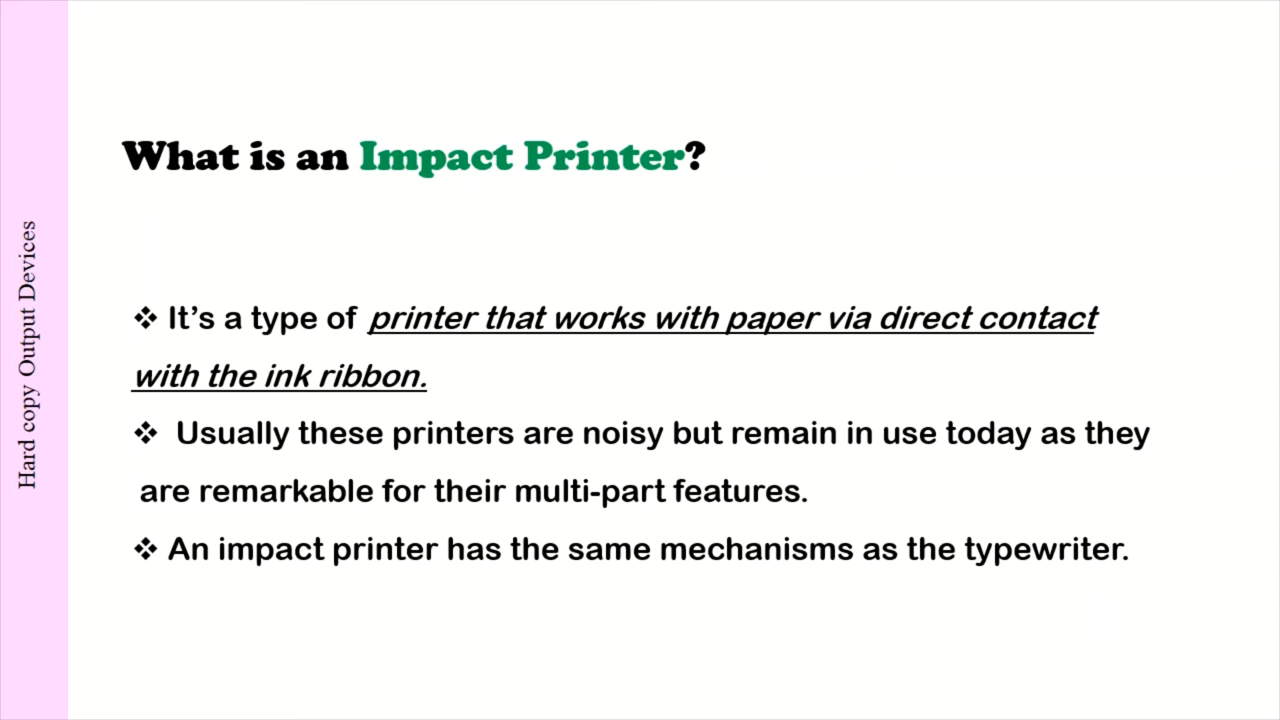 Hard copy Output Devices
What is an Impact Printer?
❖ It’s a type of printer that works with paper via direct contact
with the ink ribbon.
❖ Usually these printers are noisy but remain in use today as they
are remarkable for their multi-part features.
❖ An impact printer has the same mechanisms as the typewriter.